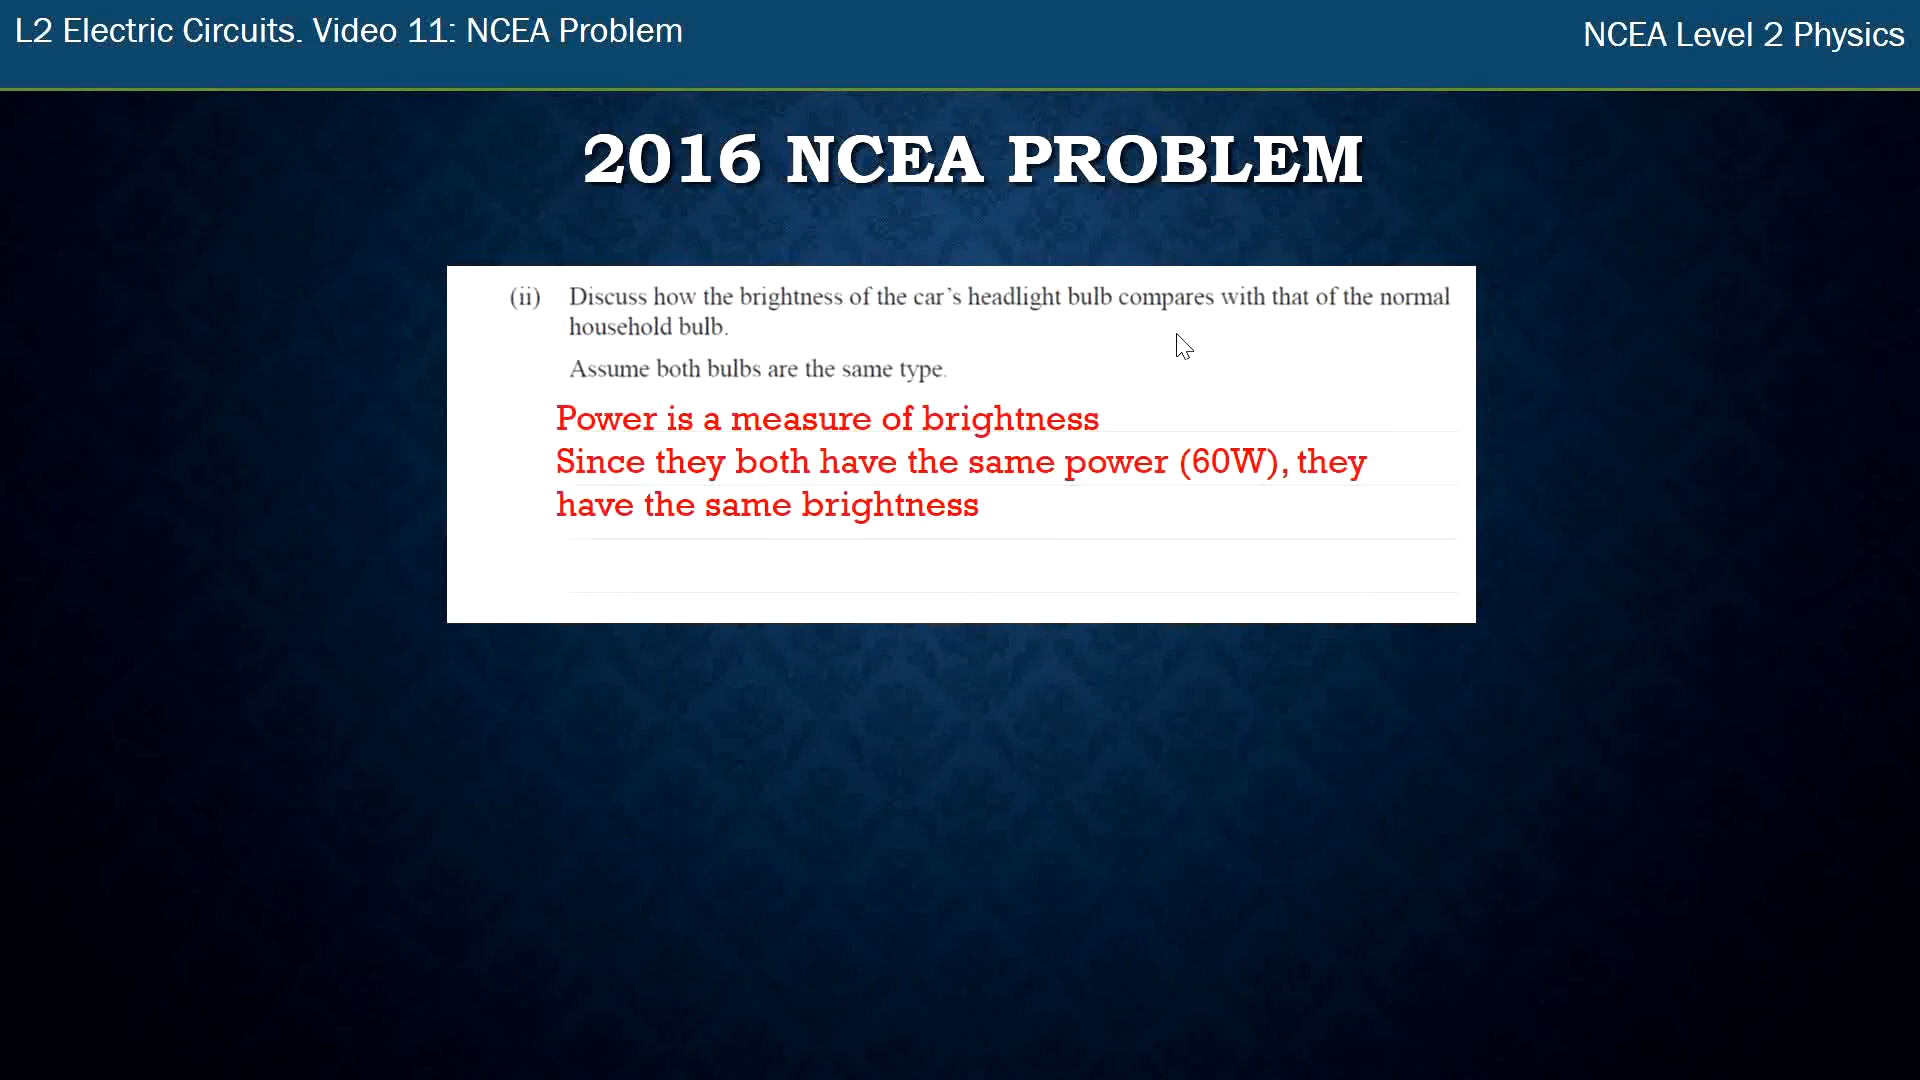 L2 Electric Circuits. Video 11: NCEA Problem
NCEA Level 2 Physics
2016 NCEA PROBLEM
(ii) Discuss how the brightness of the car’s headlight bulb compares with that of the normal
household bulb.
Assume both bulbs are the same type.
Power is a measure of brightness
Since they both have the same power (60W), they
have the same brightness